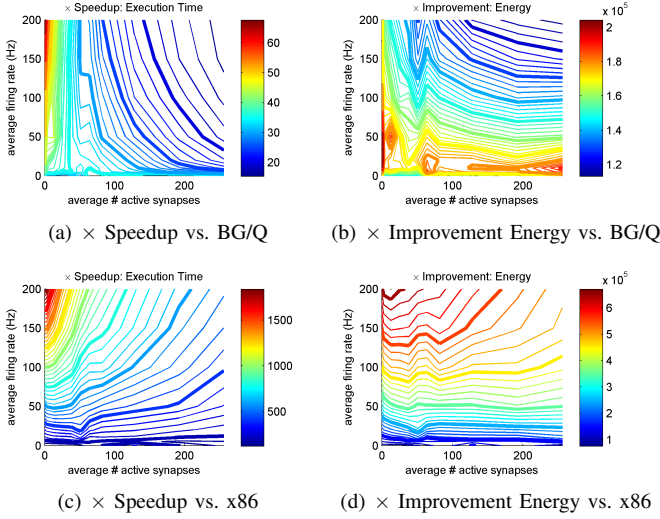 × Speedup: Execution Time
200
150
100
50
0
average firing rate (Hz)
0 100 200
average # active synapses
60
50
40
30
20
(a) × Speedup vs. BG/Q
× Improvement: Energy
x 10⁵
200
150
100
50
0
average firing rate (Hz)
0 100 200
average # active synapses
2
1.8
1.6
1.4
1.2
(b) × Improvement Energy vs. BG/Q
× Speedup: Execution Time
200
150
100
50
0
average firing rate (Hz)
0 100 200
average # active synapses
1500
1000
500
(c) × Speedup vs. x86
× Improvement: Energy
x 10⁵
200
150
100
50
0
average firing rate (Hz)
0 100 200
average # active synapses
6
5
4
3
2
1
(d) × Improvement Energy vs. x86